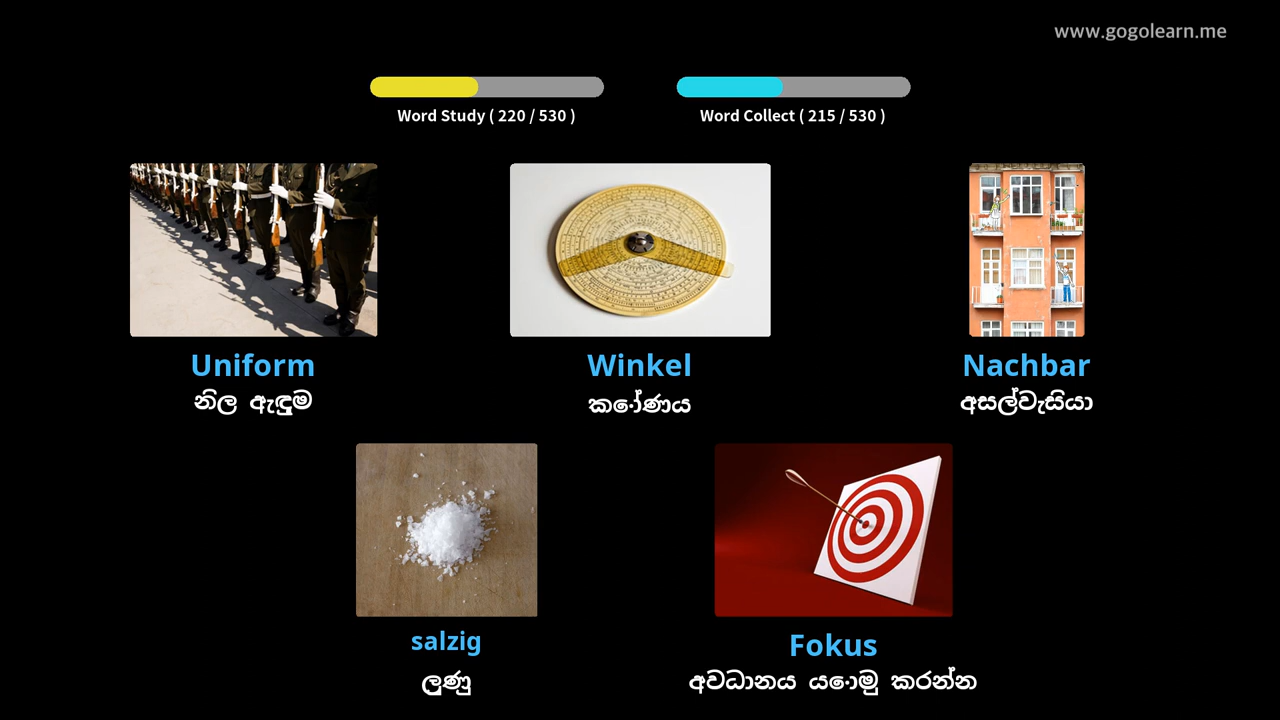 www.gogolearn.me
Word Study ( 220 / 530 )
Word Collect ( 215 / 530 )
Uniform
නිල ඇඳුම
Winkel
කෝණය
Nachbar
අසල්වැසියා
salzig
ලුණු
Fokus
අවධානය යොමු කරන්න